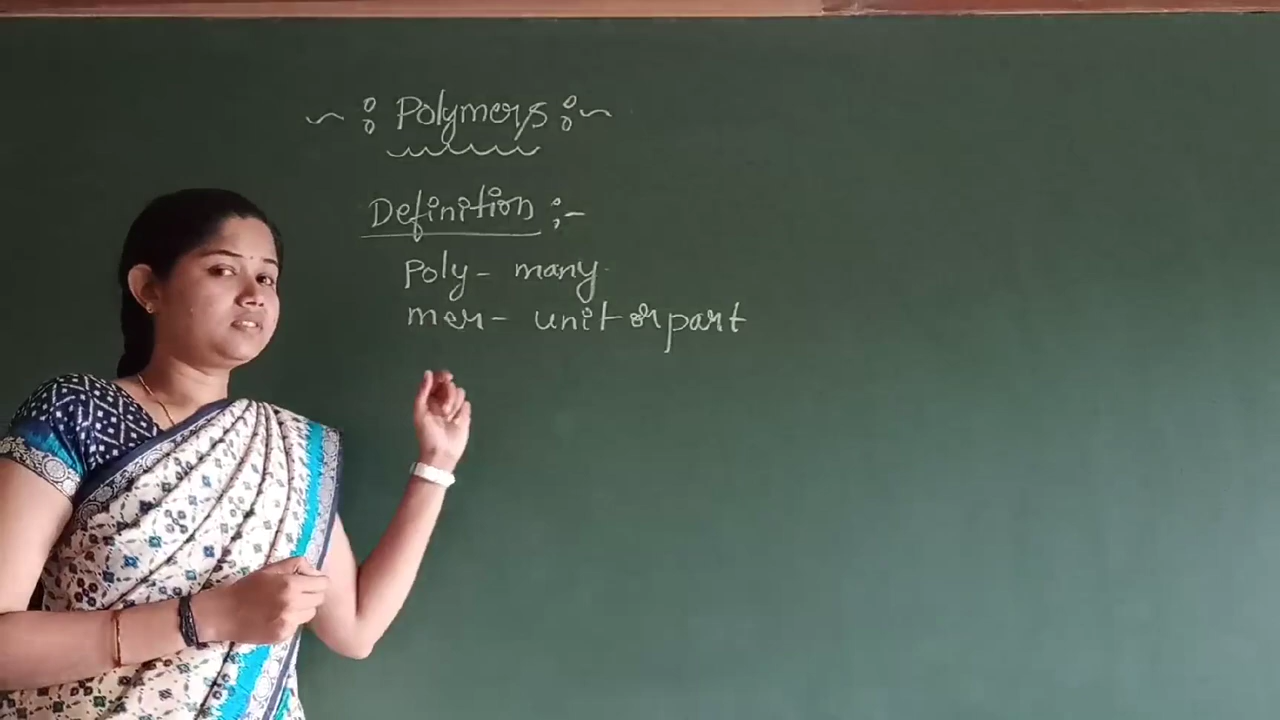 ~ : Polymers : ~
Definition :-
Poly - many
mer - unit or part